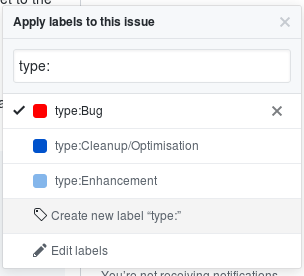 et to the
Apply labels to this issue
type:
type:Bug
type:Cleanup/Optimisation
type:Enhancement
Create new label “type:”
Edit labels
You're not receiving notifications